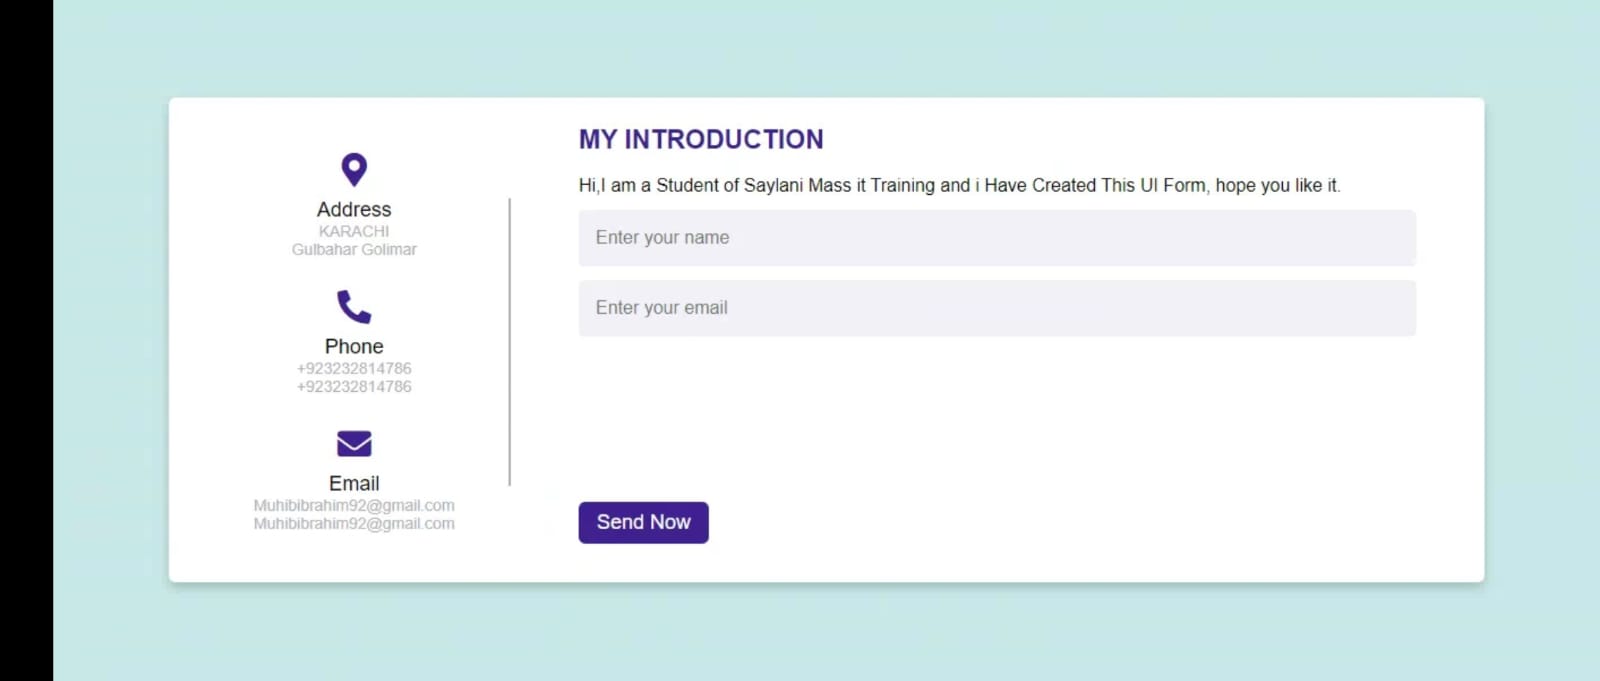 Address
KARACHI
Gulbahar Golimar
Phone
+923232814786
+923232814786
Email
Muhibibrahim92@gmail.com
Muhibibrahim92@gmail.com
MY INTRODUCTION
Hi,I am a Student of Saylani Mass it Training and i Have Created This UI Form, hope you like it.
Enter your name
Enter your email
Send Now